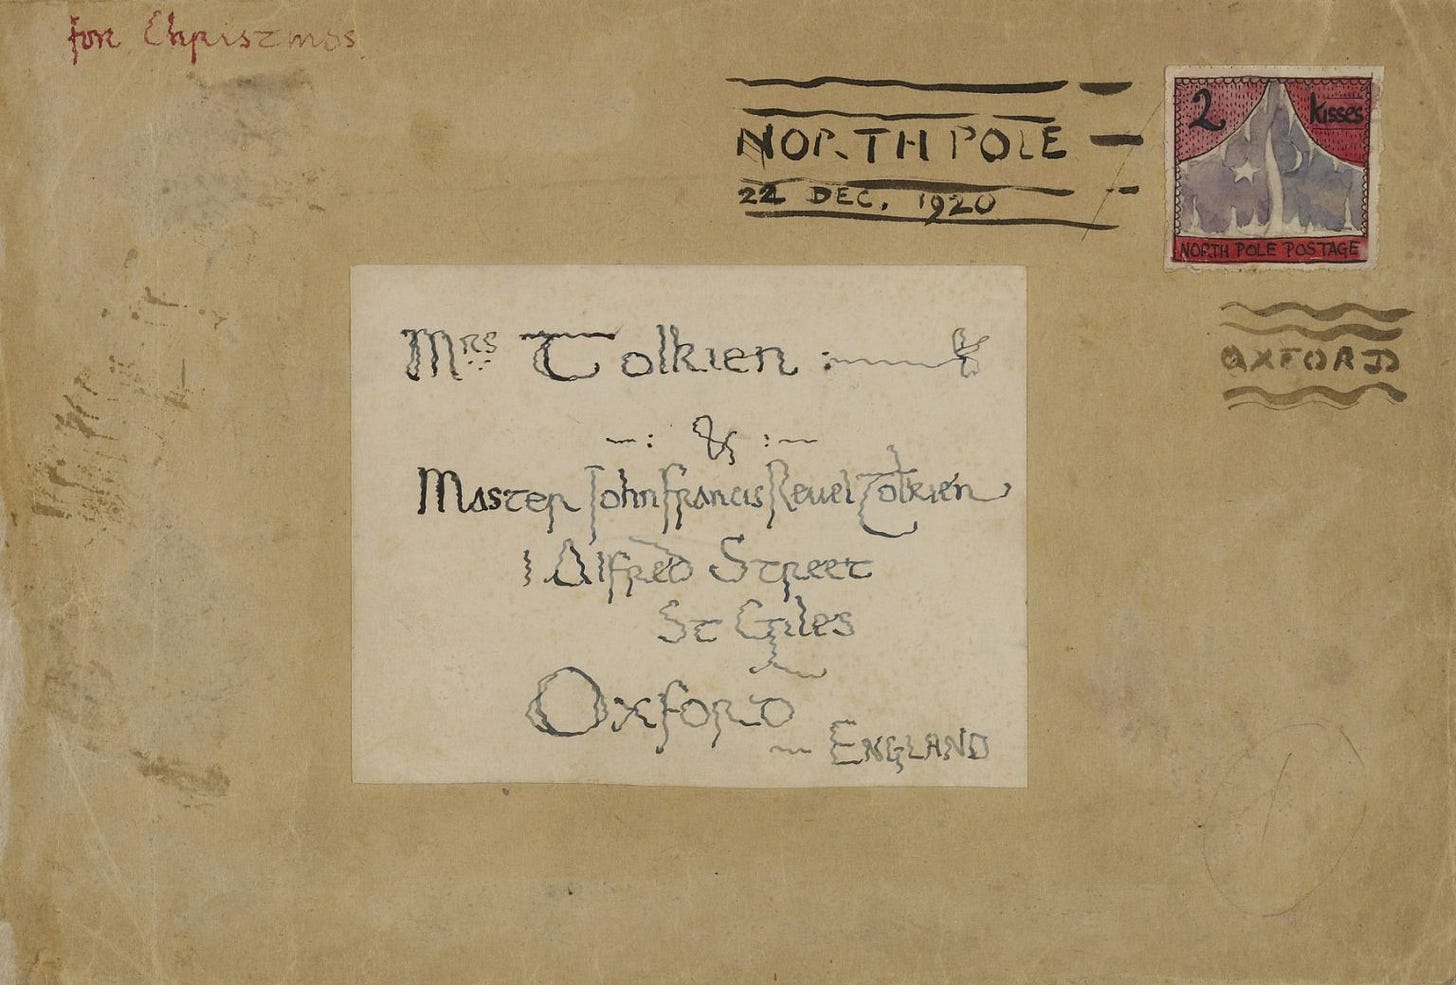 for Christmas
NORTH POLE
22 DEC. 1920
2 kisses
NORTH POLE POSTAGE
OXFORD
Mrs Tolkien
&
Master John Francis Reuel Tolkien
1 Alfred Street
St Giles
Oxford
ENGLAND